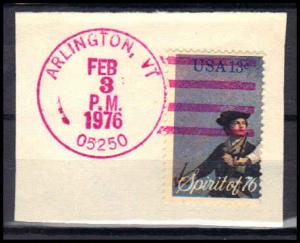 ARLINGTON, VT
FEB
3
P.M.
1976
05250
USA 13c
Spirit of 76